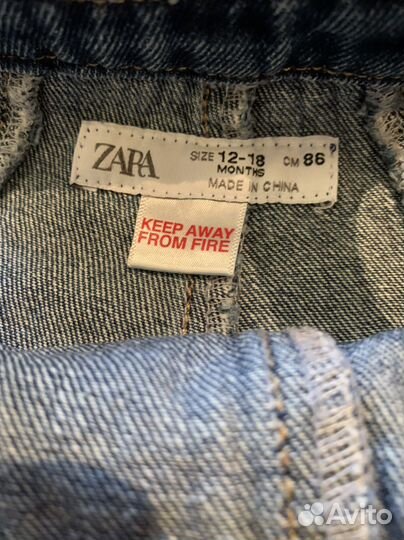 ZARA SIZE 12-18 CM 86
MONTHS
MADE IN CHINA
KEEP AWAY
FROM FIRE
Avito